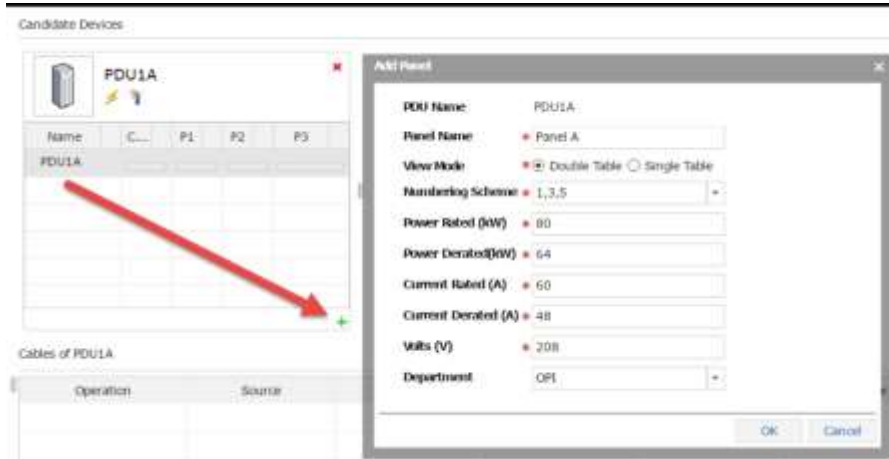 Candidate Devices
PDU1A
Name C... P1 P2 P3
PDU1A
Cables of PDU1A
Operation Source
Add Panel
PDU Name PDU1A
Panel Name * Panel A
View Mode * Double Table Single Table
Numbering Scheme * 1,3,5
Power Rated (kW) * 80
Power Derated(kW) * 64
Current Rated (A) * 60
Current Derated (A) * 48
Volts (V) * 208
Department OPI
OK Cancel